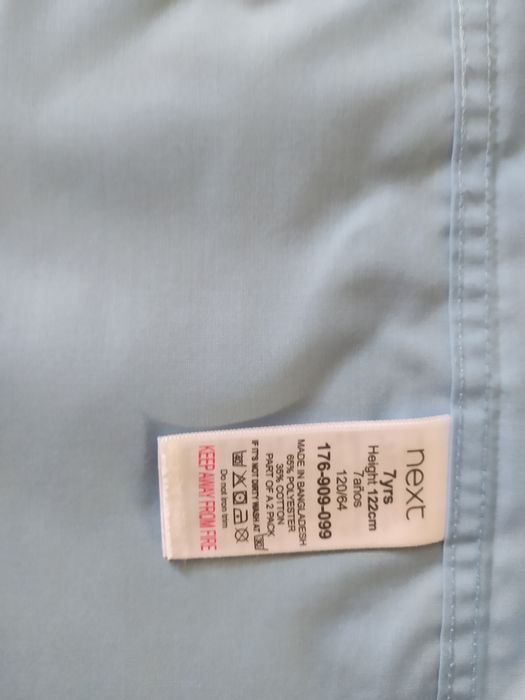 next
7yrs
Height 122cm
7años
120/64
176-909-099
MADE IN BANGLADESH
65% POLYESTER
35% COTTON
PART OF A 2 PACK
IF IT'S NOT DIRTY WASH AT 30
Do not iron trim
KEEP AWAY FROM FIRE